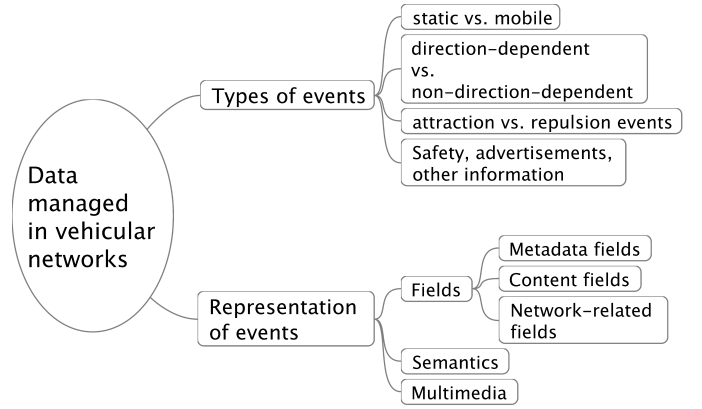 Data
managed
in vehicular
networks
Types of events
static vs. mobile
direction-dependent
vs.
non-direction-dependent
attraction vs. repulsion events
Safety, advertisements,
other information
Representation
of events
Fields
Metadata fields
Content fields
Network-related
fields
Semantics
Multimedia